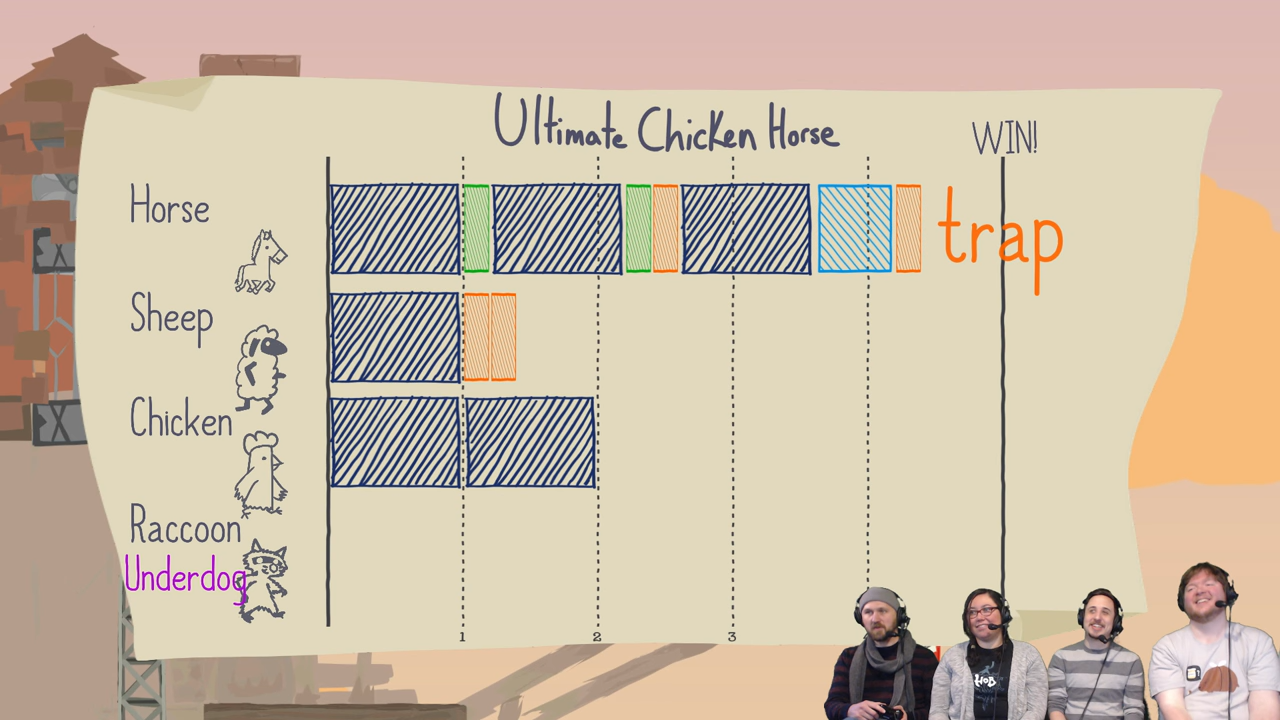 Ultimate Chicken Horse
WIN!
Horse
trap
Sheep
Chicken
Raccoon
Underdog
1
2
3
HOB